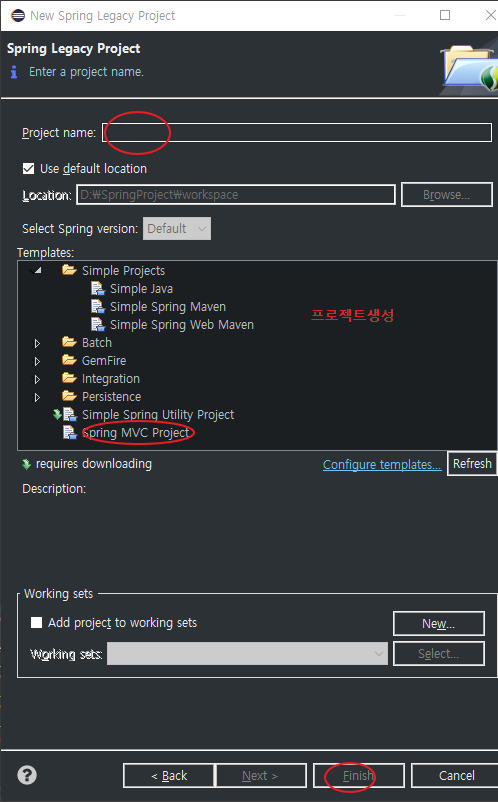 New Spring Legacy Project
Spring Legacy Project
Enter a project name.
Project name:
Use default location
Location: D:₩SpringProject₩workspace Browse...
Select Spring version: Default
Templates:
Simple Projects
Simple Java
Simple Spring Maven
Simple Spring Web Maven
프로젝트생성
Batch
GemFire
Integration
Persistence
Simple Spring Utility Project
Spring MVC Project
requires downloading Configure templates... Refresh
Description:
Working sets
Add project to working sets New...
Working sets: Select...
? < Back Next > Finish Cancel